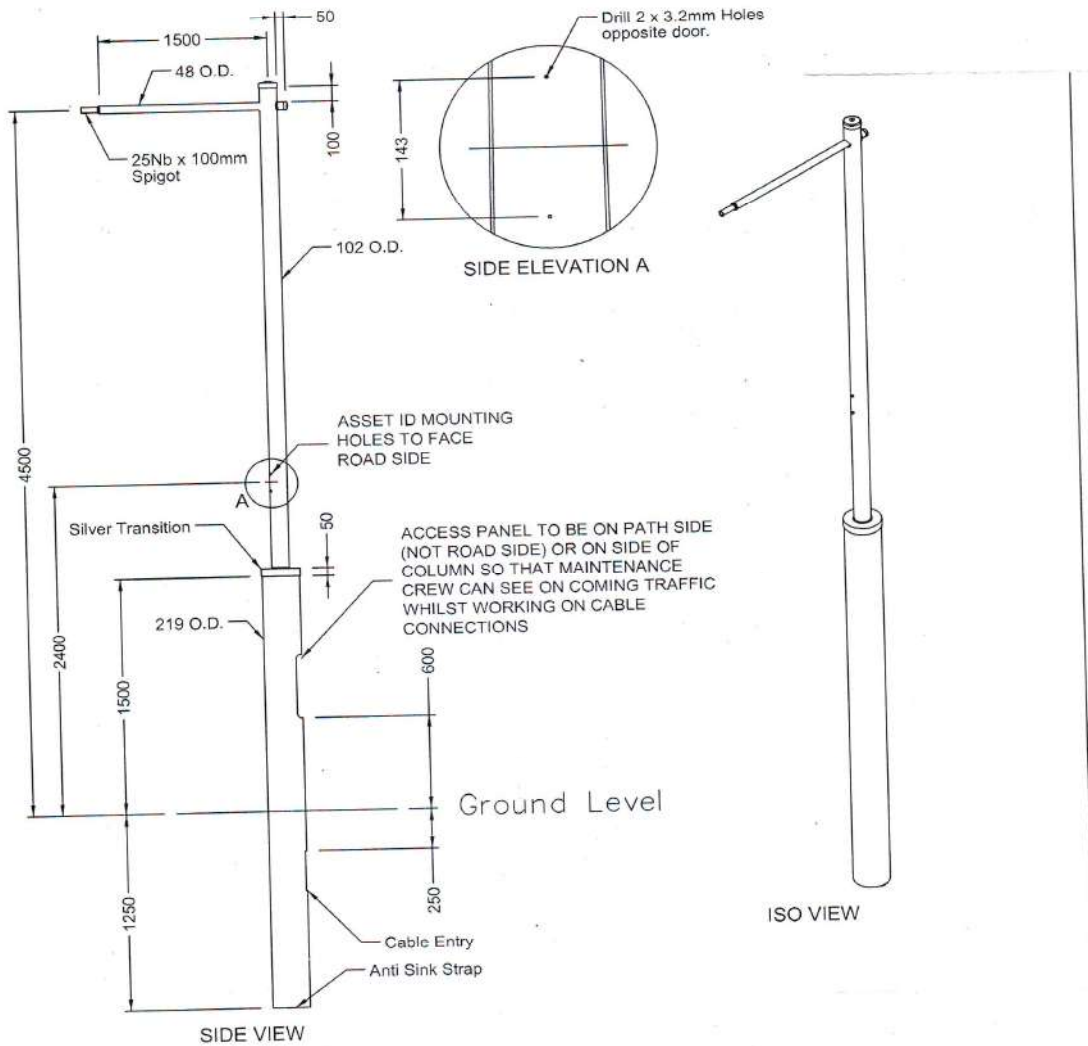 50
1500
48 O.D.
25Nb x 100mm
Spigot
100
102 O.D.
Drill 2 x 3.2mm Holes
opposite door.
143
SIDE ELEVATION A
ASSET ID MOUNTING
HOLES TO FACE
ROAD SIDE
A
4500
2400
Silver Transition
50
ACCESS PANEL TO BE ON PATH SIDE
(NOT ROAD SIDE) OR ON SIDE OF
COLUMN SO THAT MAINTENANCE
CREW CAN SEE ON COMING TRAFFIC
WHILST WORKING ON CABLE
CONNECTIONS
219 O.D.
1500
600
Ground Level
250
1250
Cable Entry
Anti Sink Strap
SIDE VIEW
ISO VIEW